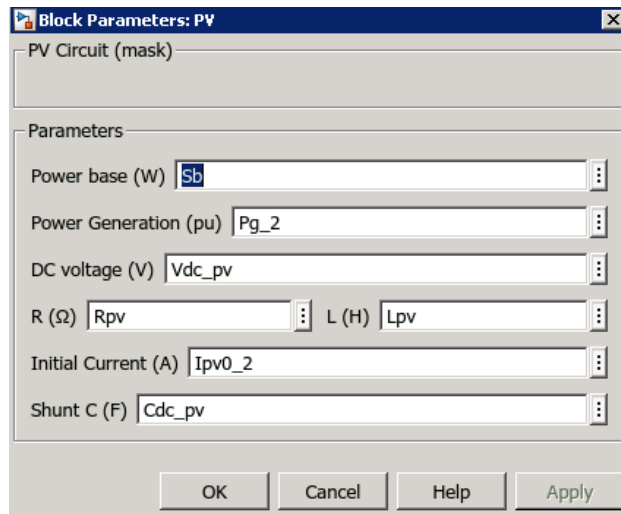 Block Parameters: PV
PV Circuit (mask)
Parameters
Power base (W) Sb
Power Generation (pu) Pg_2
DC voltage (V) Vdc_pv
R (Ω) Rpv L (H) Lpv
Initial Current (A) Ipv0_2
Shunt C (F) Cdc_pv
OK Cancel Help Apply